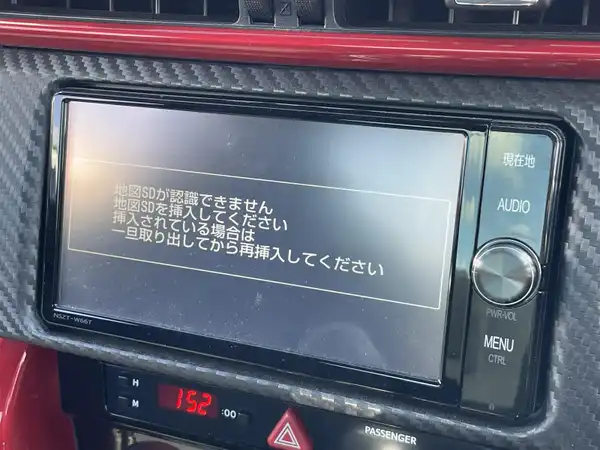 地図SDが認識できません
地図SDを挿入してください
挿入されている場合は
一旦取り出してから再挿入してください
現在地
AUDIO
PWR-VOL
MENU
CTRL
NSZT-W66T
H
M
1:52
:00
PASSENGER